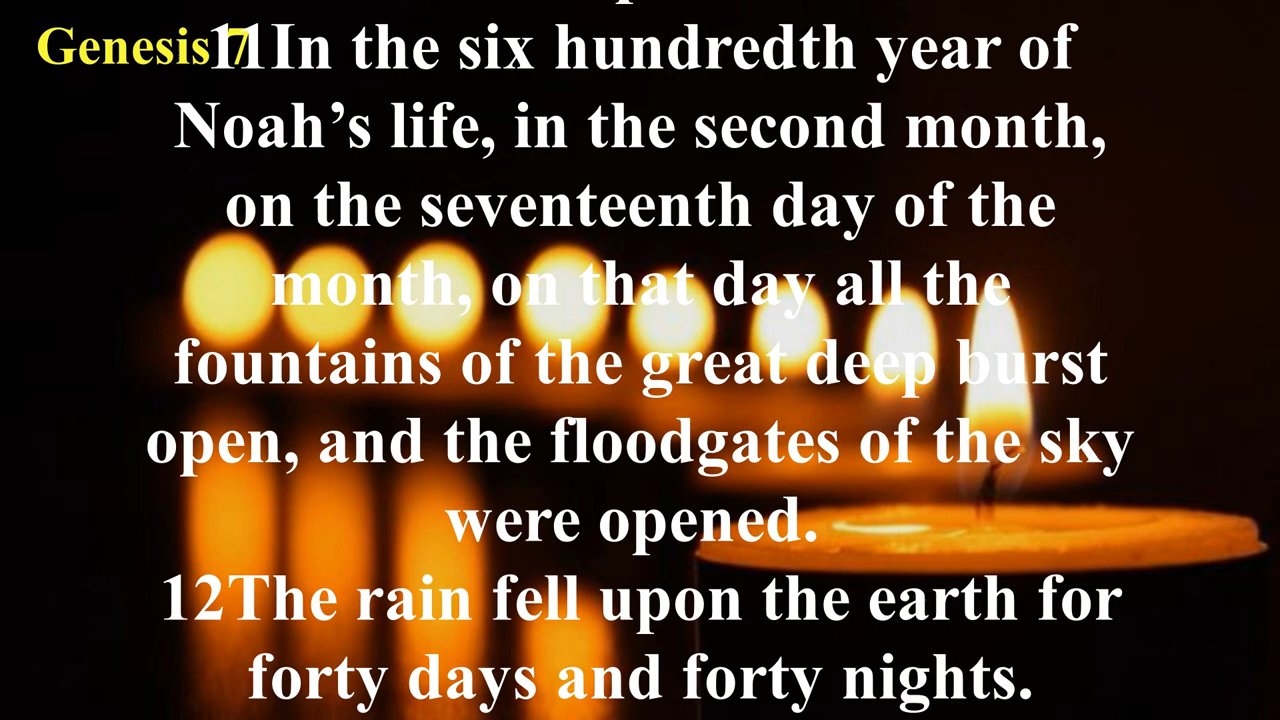 Genesis 7
11In the six hundredth year of
Noah’s life, in the second month,
on the seventeenth day of the
month, on that day all the
fountains of the great deep burst
open, and the floodgates of the sky
were opened.
12The rain fell upon the earth for
forty days and forty nights.